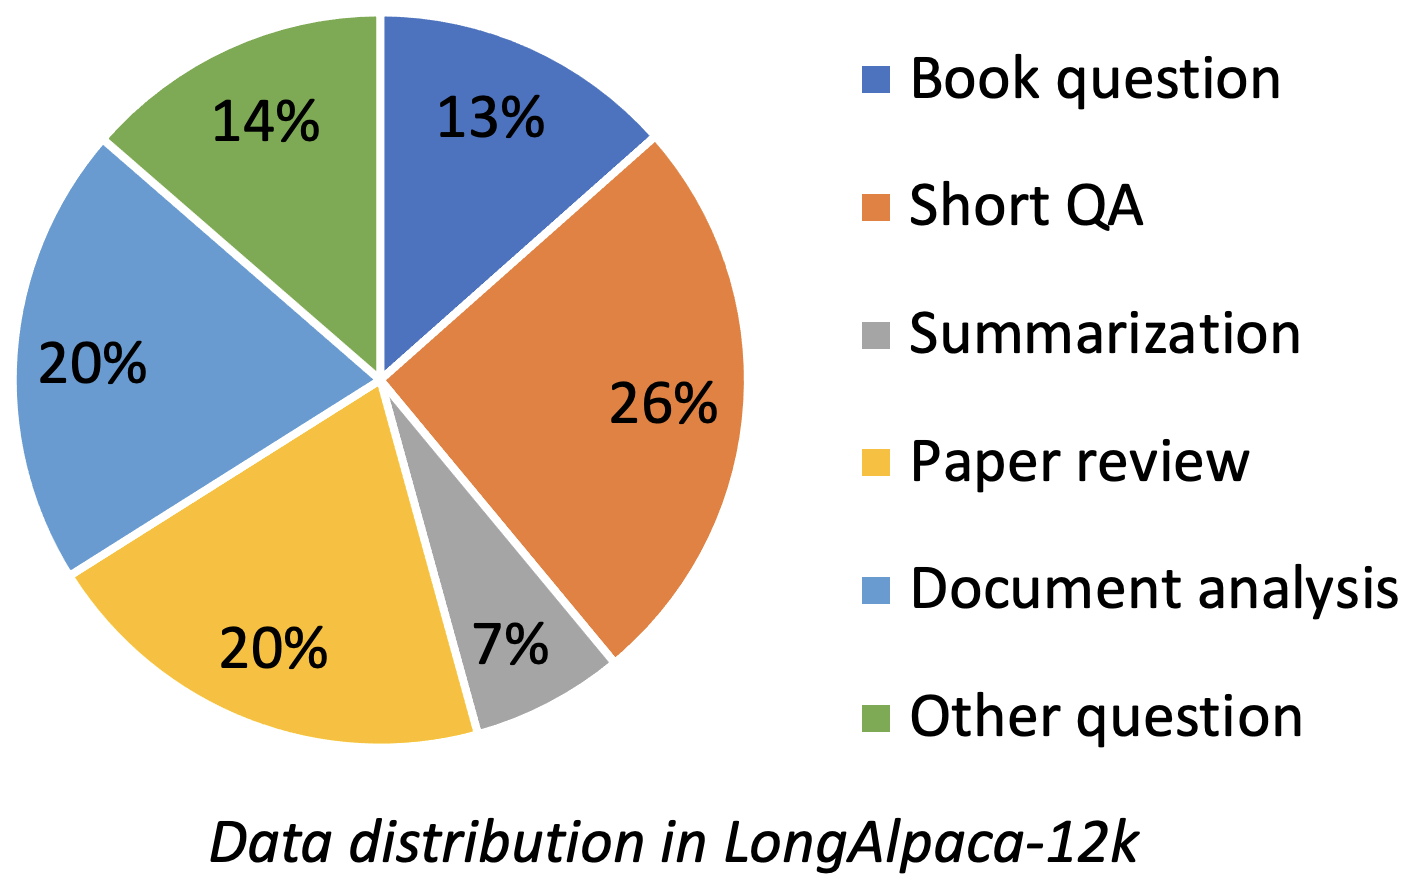 14%
13%
20%
26%
20%
7%
Book question
Short QA
Summarization
Paper review
Document analysis
Other question
Data distribution in LongAlpaca-12k